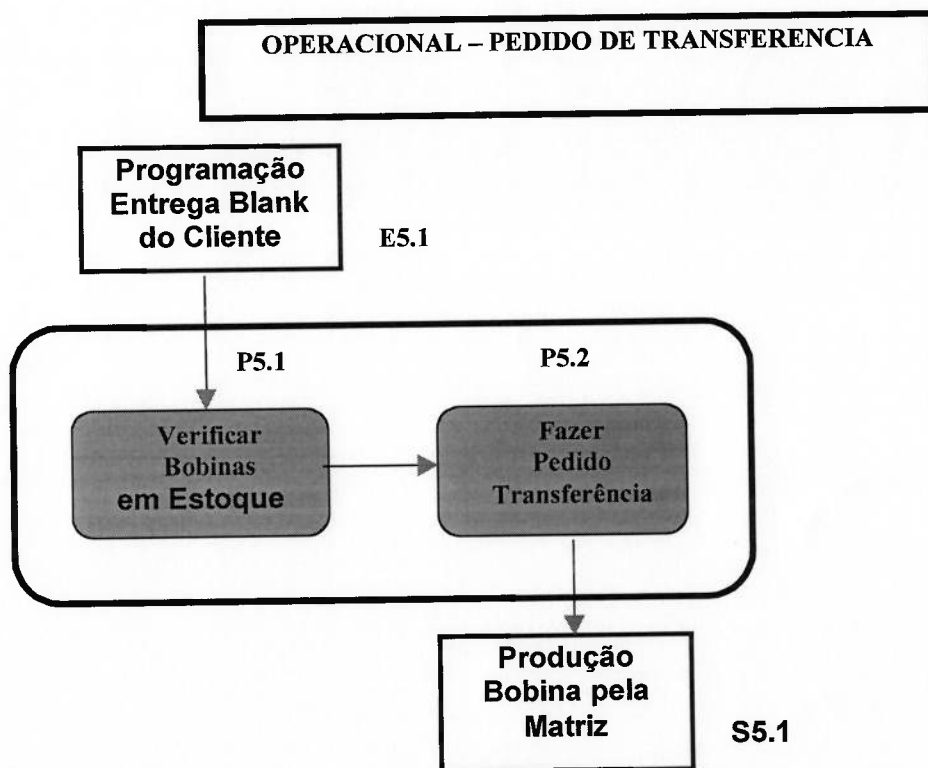 OPERACIONAL – PEDIDO DE TRANSFERENCIA
Programação
Entrega Blank
do Cliente
E5.1
P5.1
P5.2
Verificar
Bobinas
em Estoque
Fazer
Pedido
Transferência
Produção
Bobina pela
Matriz
S5.1